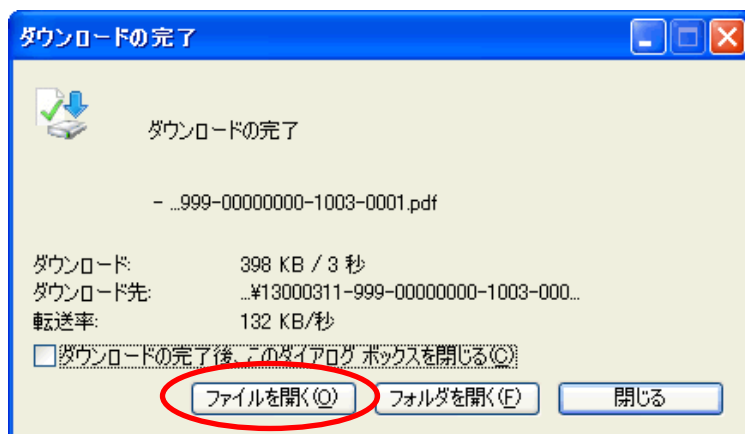 ダウンロードの完了
ダウンロードの完了
- ...999-00000000-1003-0001.pdf
ダウンロード: 398 KB / 3 秒
ダウンロード先: ...¥13000311-999-00000000-1003-000...
転送率: 132 KB/秒
ダウンロードの完了後、このダイアログ ボックスを閉じる(C)
ファイルを開く(O) フォルダを開く(F) 閉じる